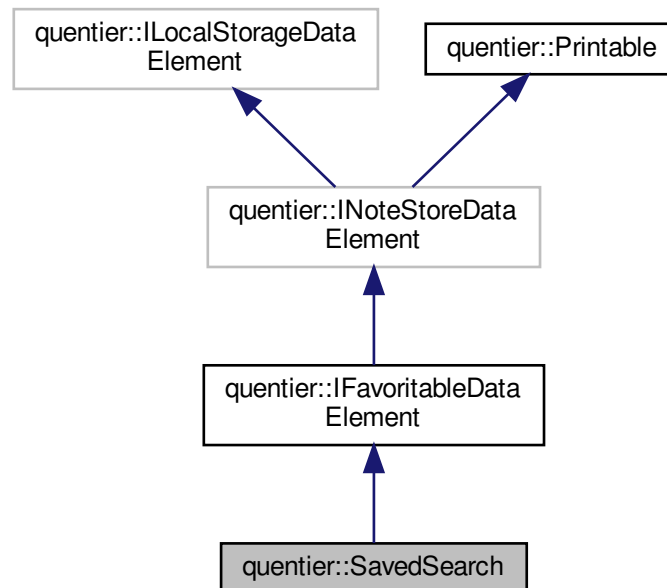 quentier::ILocalStorageData
Element
quentier::Printable
quentier::INoteStoreData
Element
quentier::IFavoritableData
Element
quentier::SavedSearch